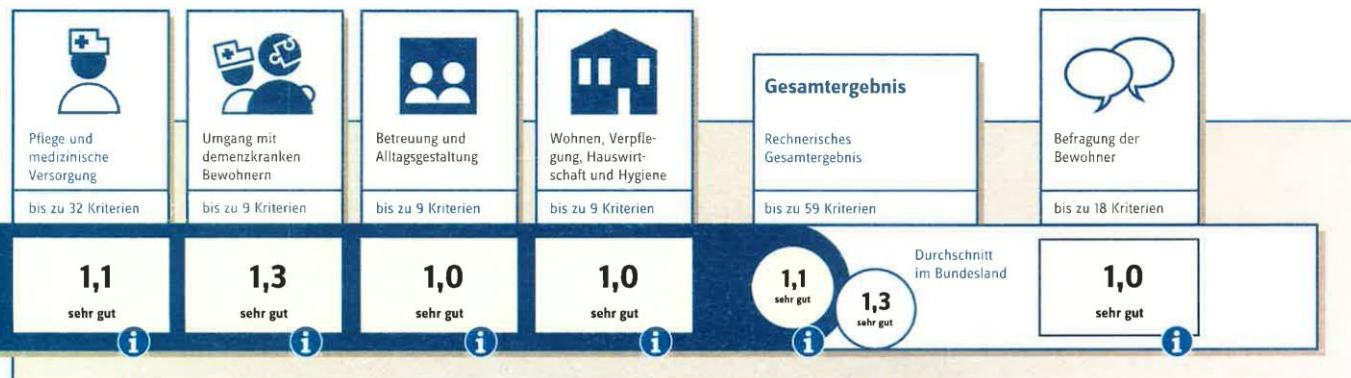 Pflege und
medizinische
Versorgung
bis zu 32 Kriterien
1,1
sehr gut
i
Umgang mit
demenzkranken
Bewohnern
bis zu 9 Kriterien
1,3
sehr gut
i
Betreuung und
Alltagsgestaltung
bis zu 9 Kriterien
1,0
sehr gut
i
Wohnen, Verpfle-
gung, Hauswirt-
schaft und Hygiene
bis zu 9 Kriterien
1,0
sehr gut
i
Gesamtergebnis
Rechnerisches
Gesamtergebnis
bis zu 59 Kriterien
1,1
sehr gut
i
Durchschnitt
im Bundesland
1,3
sehr gut
Befragung der
Bewohner
bis zu 18 Kriterien
1,0
sehr gut
i